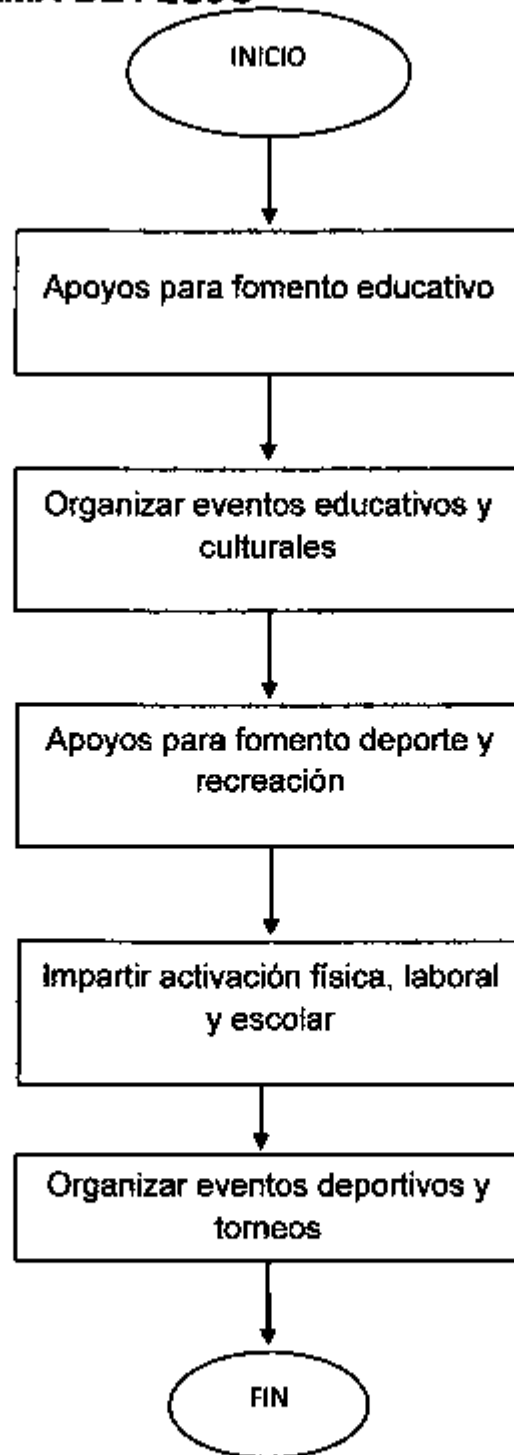 INICIO
Apoyos para fomento educativo
Organizar eventos educativos y
culturales
Apoyos para fomento deporte y
recreación
Impartir activación física, laboral
y escolar
Organizar eventos deportivos y
torneos
FIN